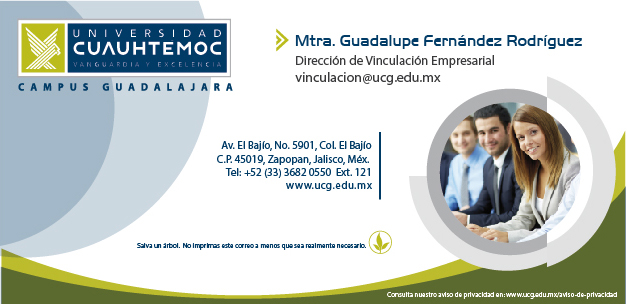 UNIVERSIDAD
CUAUHTEMOC
VANGUARDIA Y EXCELENCIA
CAMPUS GUADALAJARA
Mtra. Guadalupe Fernández Rodríguez
Dirección de Vinculación Empresarial
vinculacion@ucg.edu.mx
Av. El Bajío, No. 5901, Col. El Bajío
C.P. 45019, Zapopan, Jalisco, Méx.
Tel: +52 (33) 3682 0550 Ext. 121
www.ucg.edu.mx
Salva un árbol. No imprimas este correo a menos que sea realmente necesario.
Consulta nuestro aviso de privacidad en: www.ucg.edu.mx/aviso-de-privacidad